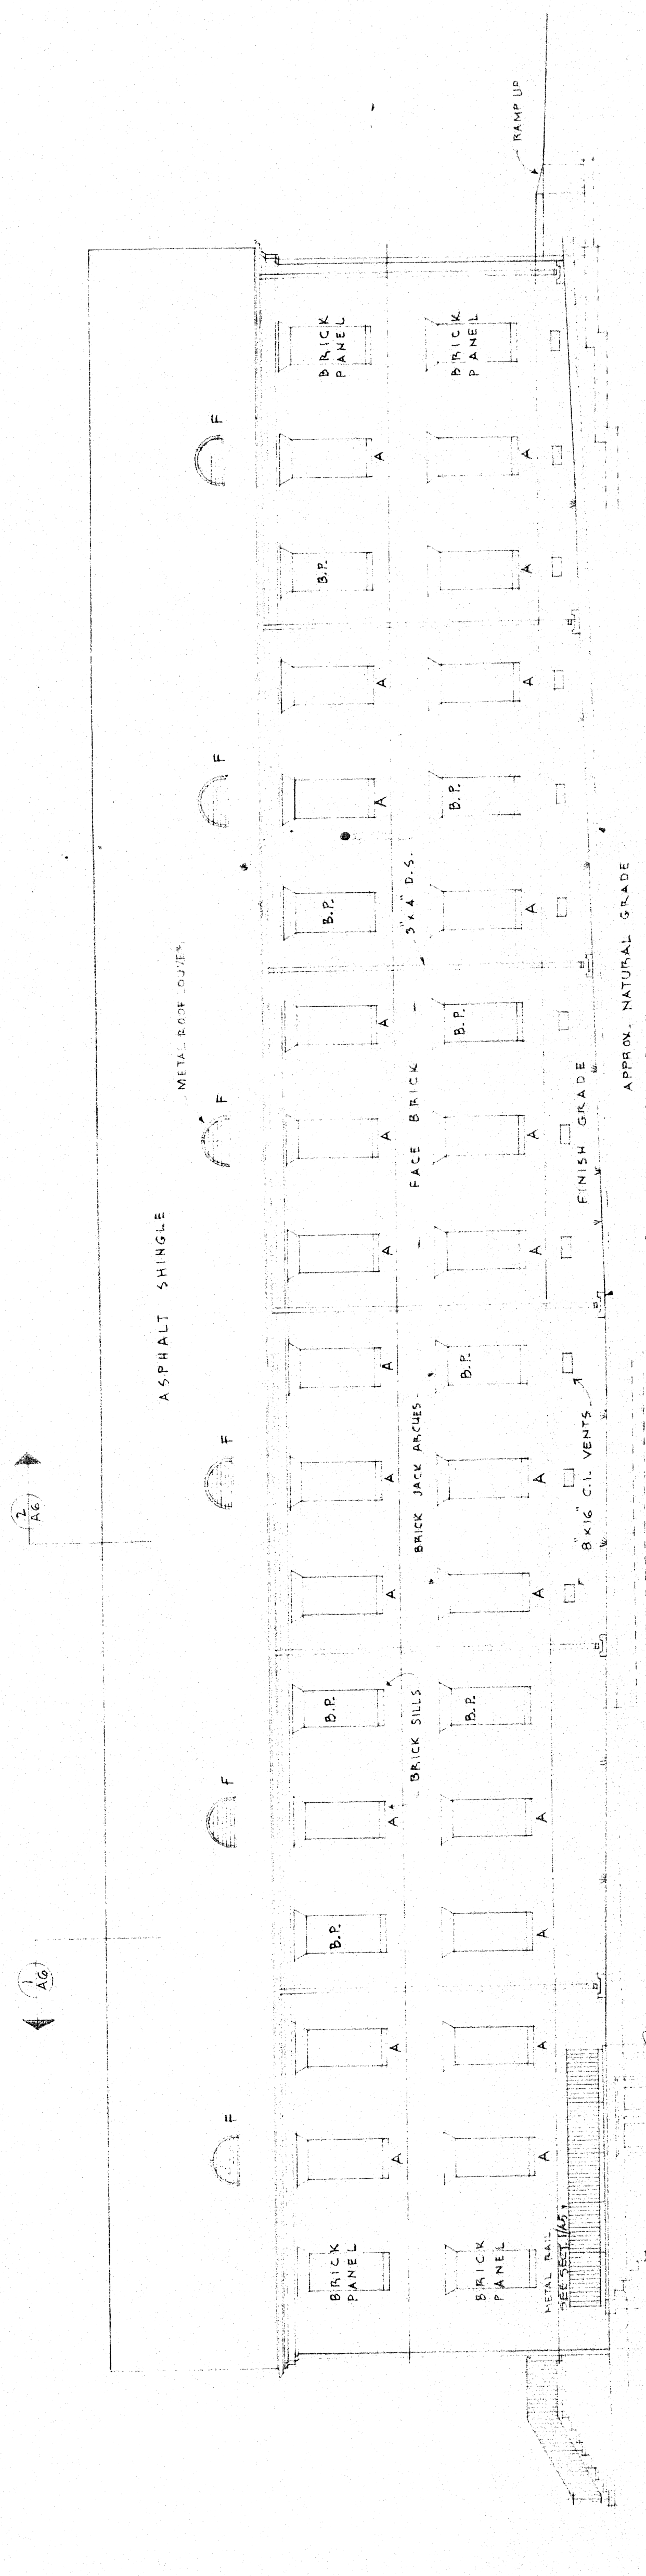 1
A6
2
A6
ASPHALT SHINGLE
METAL ROOF LOUVER
F
F
F
F
F
F
BRICK
PANEL
A
A
B.P.
A
B.P.
A
A
A
A
A
A
B.P.
A
A
B.P.
A
BRICK
PANEL
BRICK SILLS
BRICK JACK ARCHES
FACE BRICK
3"x4" D.S.
BRICK
PANEL
A
A
A
A
B.P.
A
A
B.P.
A
A
B.P.
A
B.P.
A
A
A
BRICK
PANEL
RAMP UP
METAL RAIL
SEE SECT. 1/A5
8"x16" C.I. VENTS
FINISH GRADE
APPROX. NATURAL GRADE